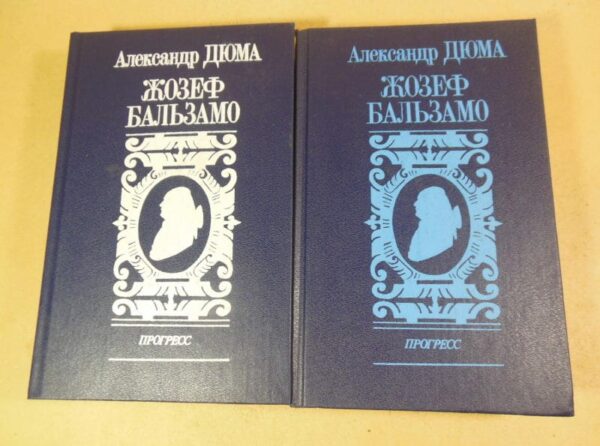 Александр ДЮМА
ЖОЗЕФ
БАЛЬЗАМО
ПРОГРЕСС
Александр ДЮМА
ЖОЗЕФ
БАЛЬЗАМО
ПРОГРЕСС